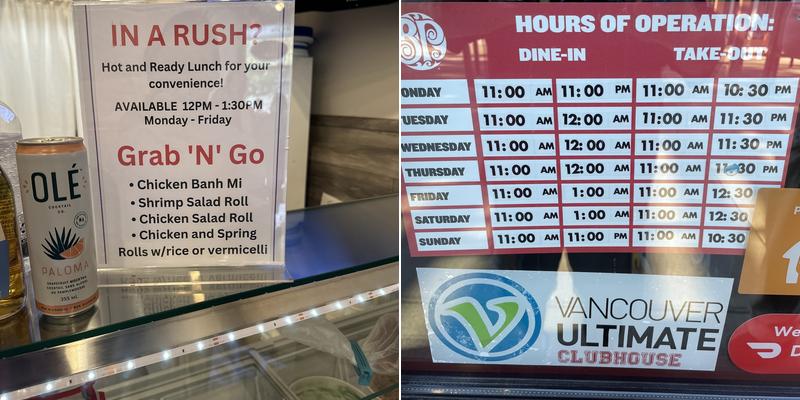 IN A RUSH?
Hot and Ready Lunch for your
convenience!
AVAILABLE 12PM - 1:30PM
Monday - Friday
Grab 'N' Go
• Chicken Banh Mi
• Shrimp Salad Roll
• Chicken Salad Roll
• Chicken and Spring
Rolls w/rice or vermicelli
OLÉ
COCKTAIL
CO.
PALOMA
355 mL
BP
HOURS OF OPERATION:
DINE-IN TAKE-OUT
ONDAY 11:00 AM 11:00 PM 11:00 AM 10:30 PM
TUESDAY 11:00 AM 12:00 AM 11:00 AM 11:30 PM
WEDNESDAY 11:00 AM 12:00 AM 11:00 AM 11:30 PM
THURSDAY 11:00 AM 12:00 AM 11:00 AM 11:30 PM
FRIDAY 11:00 AM 1:00 AM 11:00 AM 12:30
SATURDAY 11:00 AM 1:00 AM 11:00 AM 12:30
SUNDAY 11:00 AM 11:00 PM 11:00 AM 10:30
V
VANCOUVER
ULTIMATE
CLUBHOUSE
P
We
D